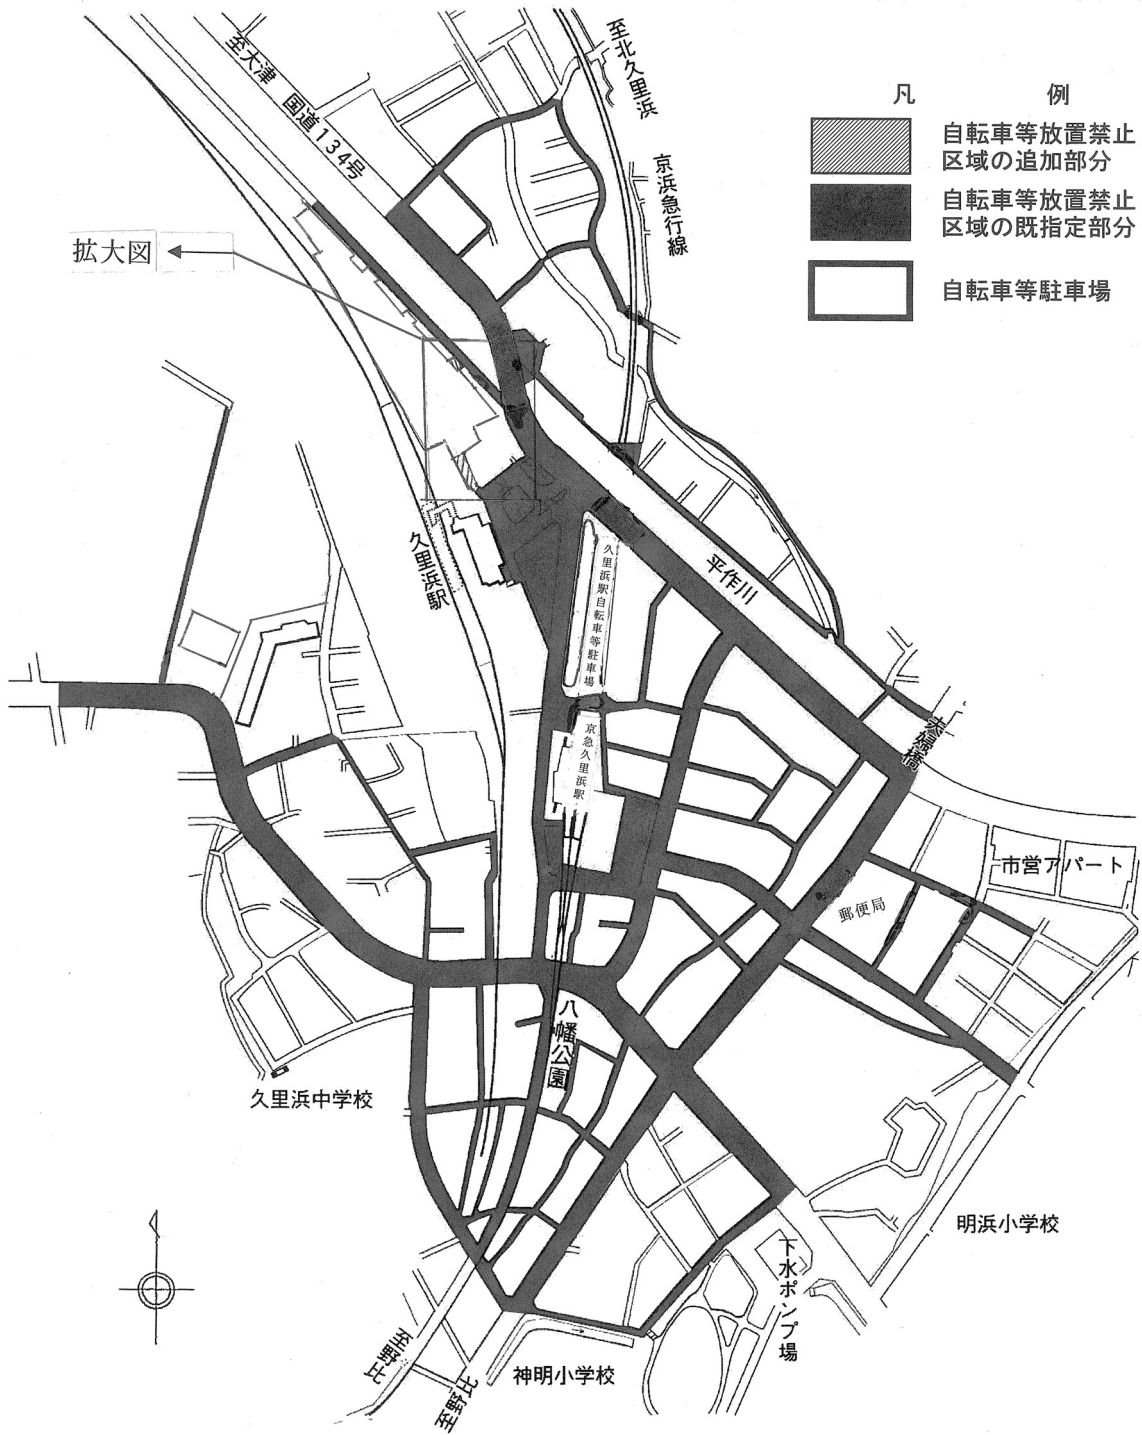 凡 例
自転車等放置禁止
区域の追加部分
自転車等放置禁止
区域の既指定部分
自転車等駐車場
至大津 国道134号
至北久里浜
京浜急行線
拡大図
久里浜駅
久里浜駅自転車等駐車場
平作川
夫婦橋
京急久里浜駅
市営アパート
郵便局
八幡公園
久里浜中学校
明浜小学校
下水ポンプ場
神明小学校
至野比
至野比